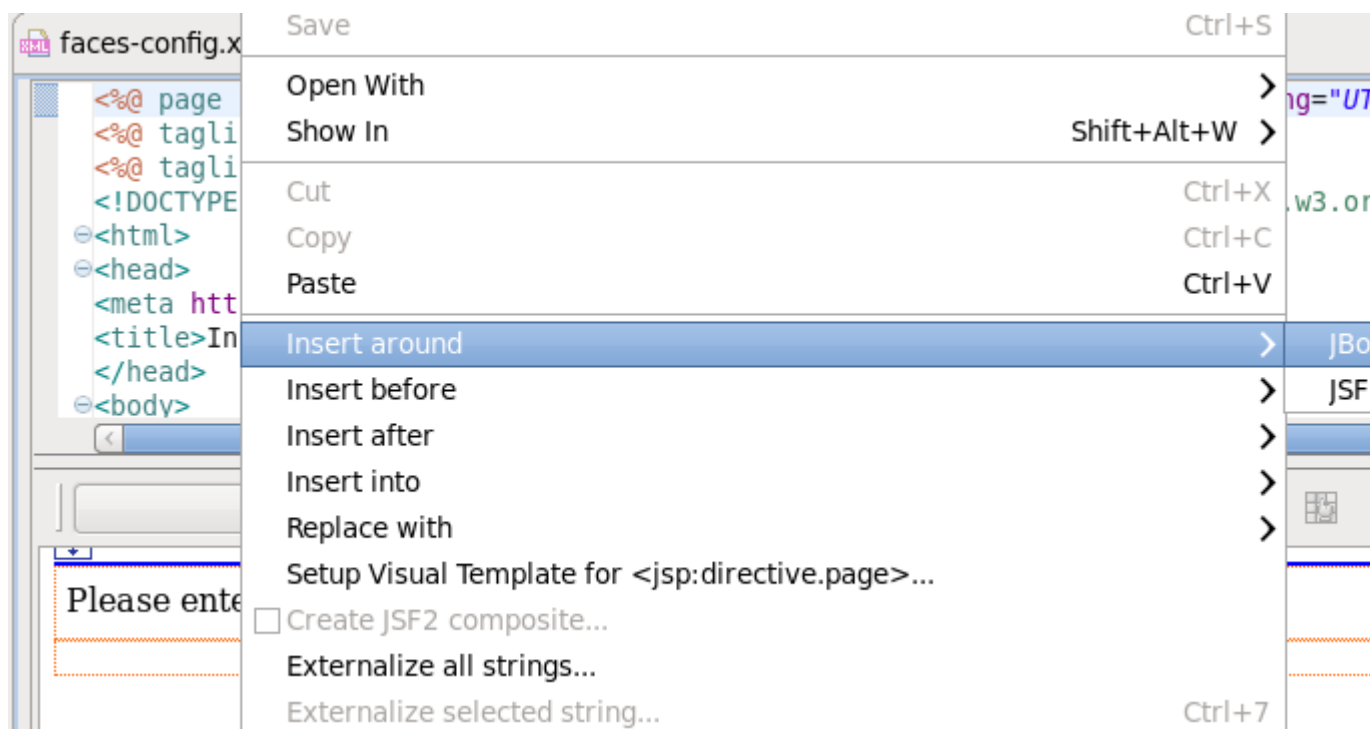 Save Ctrl+S
faces-config.x
Open With
<%@ page ng="UT
Show In Shift+Alt+W
<%@ tagli
<%@ tagli
Cut Ctrl+X
<!DOCTYPE .w3.or
<html>
Copy Ctrl+C
<head>
Paste Ctrl+V
<meta htt
<title>In
Insert around JBo
</head>
Insert before JSF
<body>
Insert after
Insert into
Replace with
Setup Visual Template for <jsp:directive.page>...
Please ente
Create JSF2 composite...
Externalize all strings...
Externalize selected string... Ctrl+7